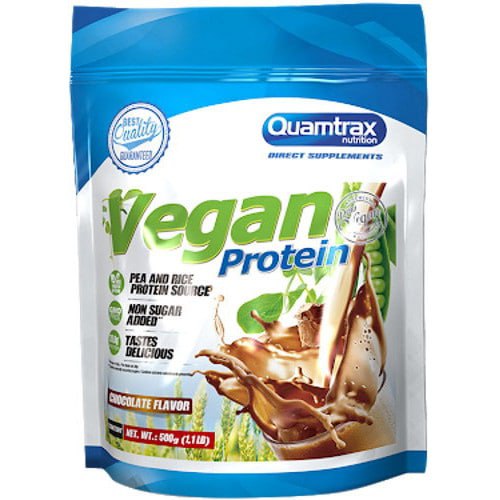 BEST
Quality
GUARANTEED
Quamtrax
nutrition
DIRECT SUPPLEMENTS
Vegan
Protein
PEA AND RICE
PROTEIN SOURCE
NON SUGAR
ADDED
TASTES
DELICIOUS
CHOCOLATE FLAVOR
NET. WT.: 500g (1,1 LB)